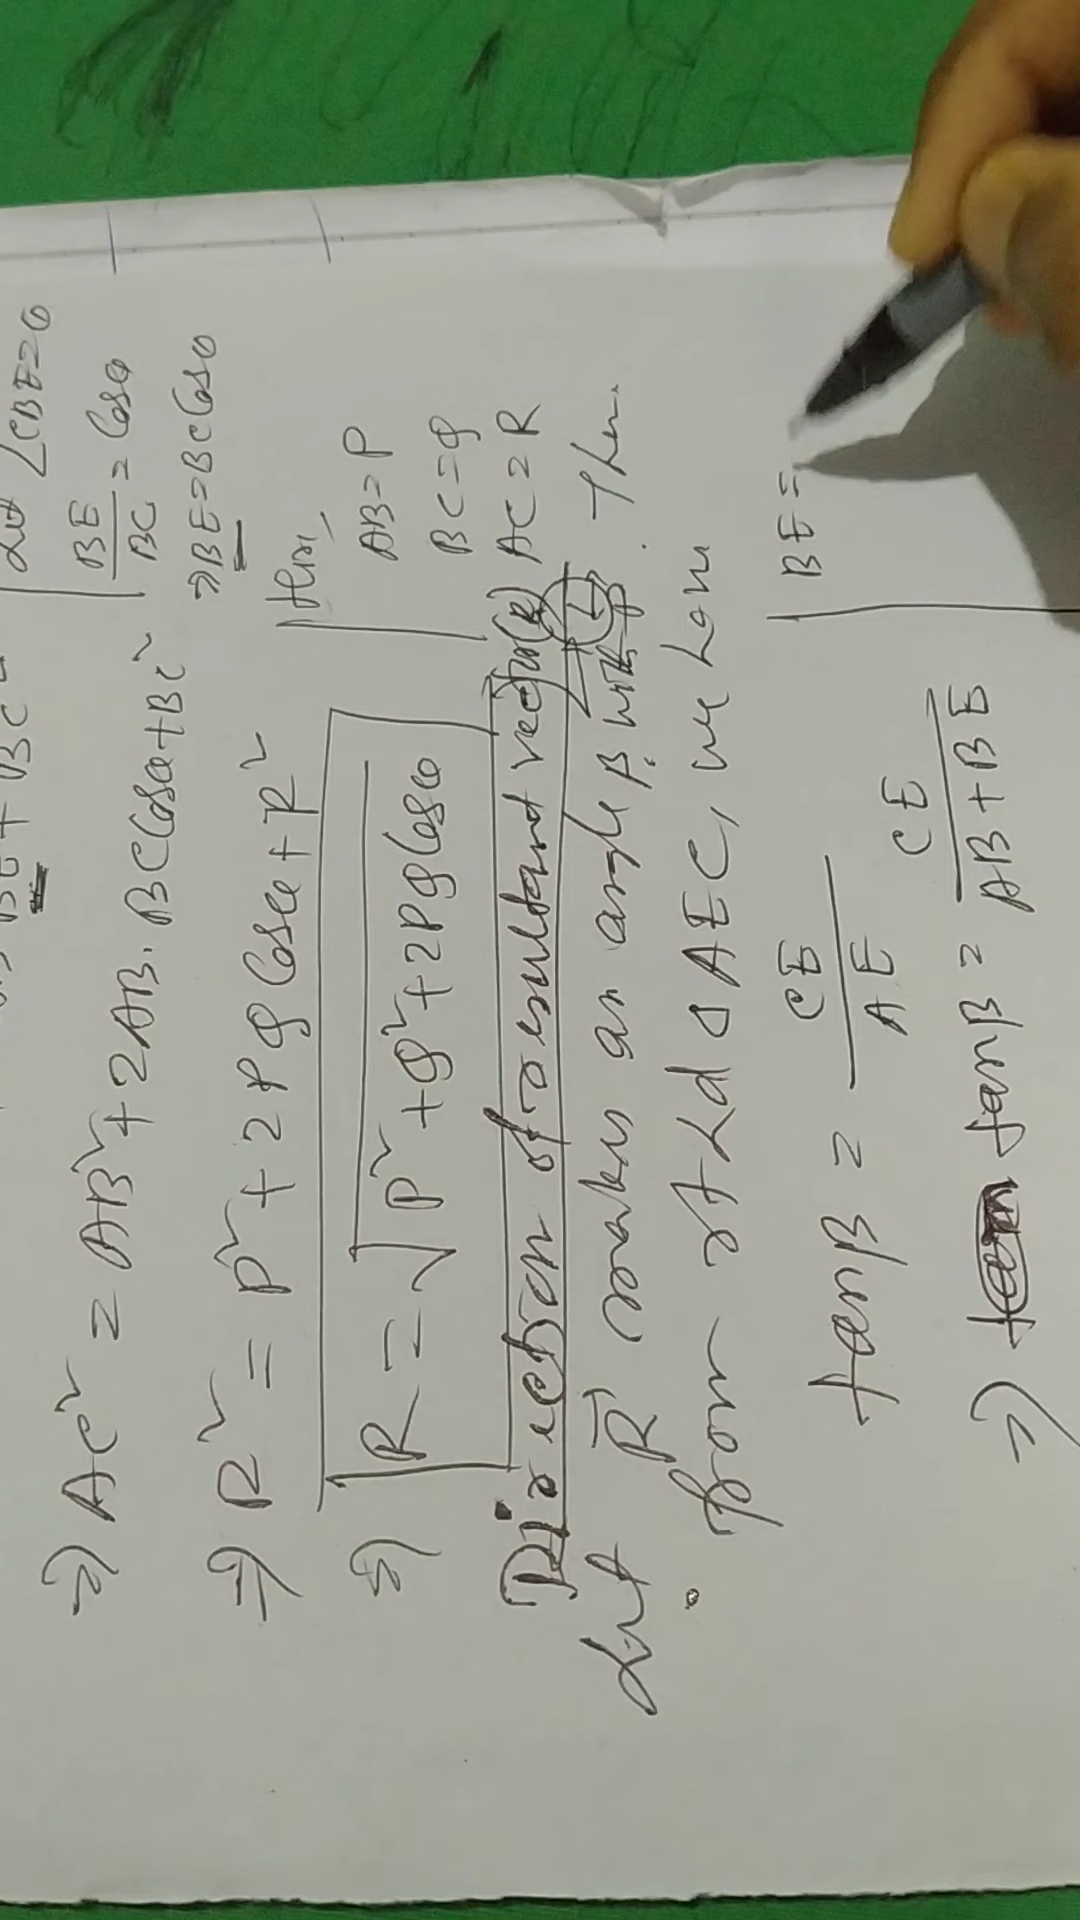 Let ∠CBE=θ
BE/BC = Cosθ
⇒ BE=BC Cosθ
⇒ AC² = AB² + 2AB.BC Cosθ + BC²
⇒ R² = P² + 2PQ Cosθ +
Here,
AB=P
BC=Q
AC=R
⇒ R = √P²+Q²+2PQ Cosθ
Direction of resultant vector(R)
Let R⃗ makes an angle β with . Then.
from rt∠d △AEC, we have
tanβ = CE/AE
BE=
⇒ tanβ = CE/AB+BE